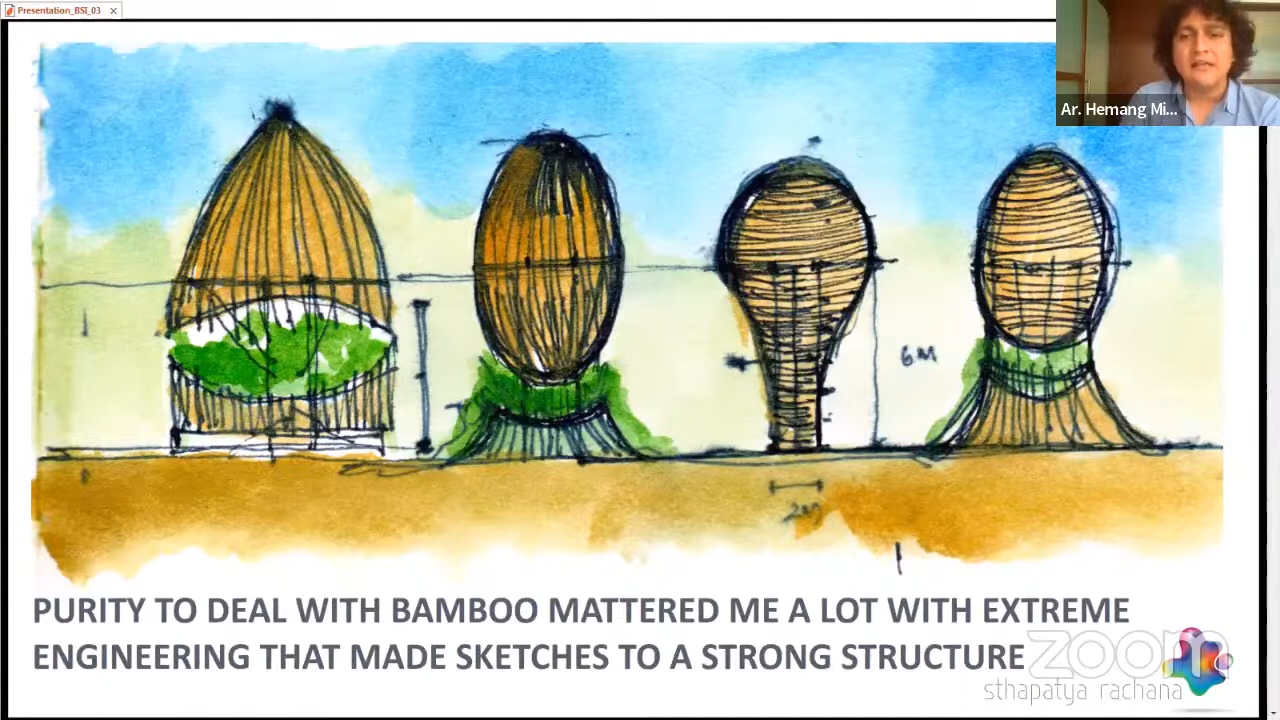 Presentation_BSI_03
Ar. Hemang Mi...
6M
2m
PURITY TO DEAL WITH BAMBOO MATTERED ME A LOT WITH EXTREME
ENGINEERING THAT MADE SKETCHES TO A STRONG STRUCTURE
zoom
sthapatya rachana